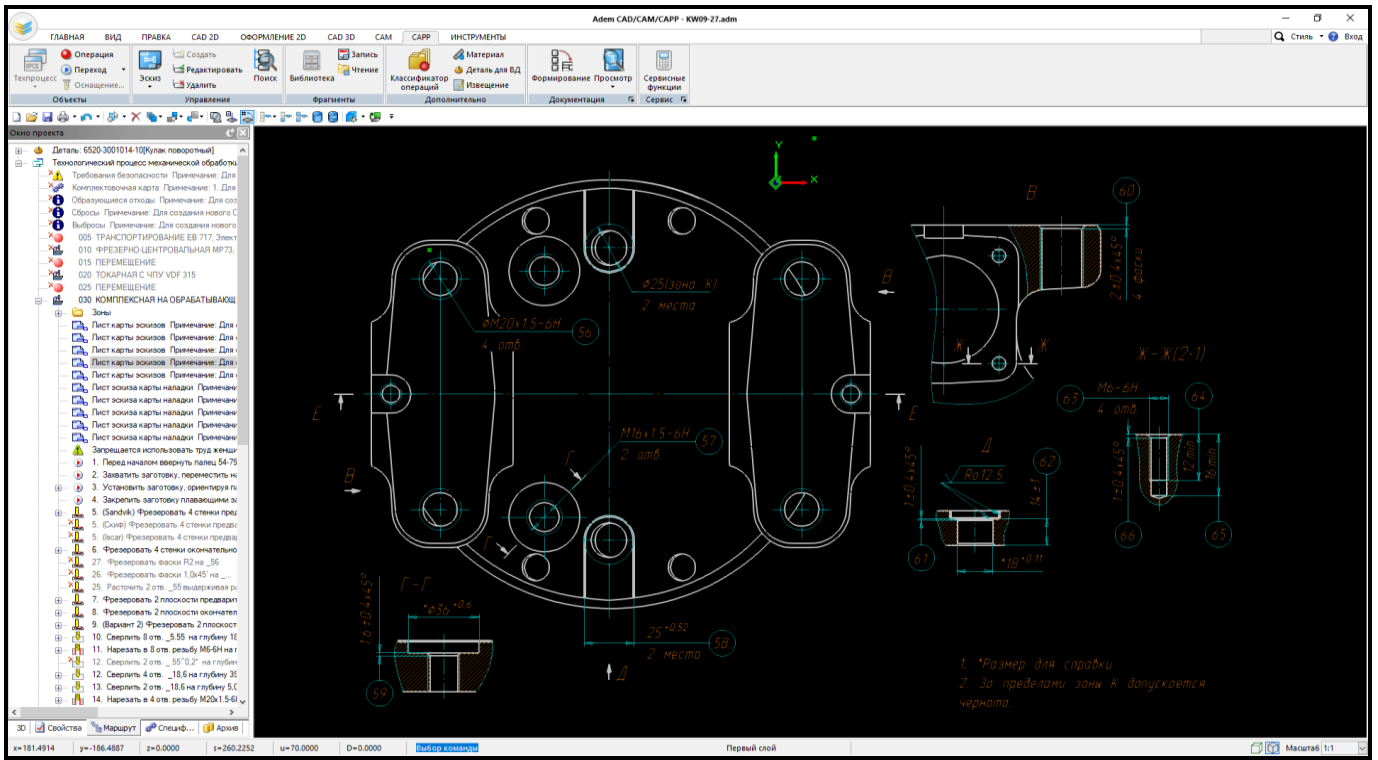 Adem CAD/CAM/CAPP - KW09-27.adm
ГЛАВНАЯ ВИД ПРАВКА CAD 2D ОФОРМЛЕНИЕ 2D CAD 3D CAM CAPP ИНСТРУМЕНТЫ Стиль Вход
Техпроцесс
Операция
Переход
Оснащение...
Объекты
Эскиз
Создать
Редактировать
Удалить
Поиск
Управление
Библиотека
Запись
Чтение
Фрагменты
Классификатор
операций
Материал
Деталь для ВД
Извещение
Дополнительно
Формирование Просмотр
Документация
Сервисные
функции
Сервис
Окно проекта
Деталь: 6520-3001014-10[Кулак поворотный]
Технологический процесс механической обработки
Требования безопасности Примечание: Для
Комплектовочная карта Примечание: 1. Для
Образующиеся отходы Примечание: Для соз
Сбросы Примечание: Для создания нового С
Выбросы Примечание: Для создания нового
005 ТРАНСПОРТИРОВАНИЕ ЕВ 717, Элект
010 ФРЕЗЕРНО-ЦЕНТРОВАЛЬНАЯ МР73,
015 ПЕРЕМЕЩЕНИЕ
020 ТОКАРНАЯ С ЧПУ VDF 315
025 ПЕРЕМЕЩЕНИЕ
030 КОМПЛЕКСНАЯ НА ОБРАБАТЫВАЮЩ
Зоны
Лист карты эскизов Примечание: Для
Лист карты эскизов Примечание: Для
Лист карты эскизов Примечание: Для
Лист карты эскизов Примечание: Для
Лист карты эскизов Примечание: Для
Лист эскиза карты наладки Примечани
Лист эскиза карты наладки Примечани
Лист эскиза карты наладки Примечани
Лист эскиза карты наладки Примечани
Лист эскиза карты наладки Примечани
Запрещается использовать труд женщи
1. Перед началом ввернуть палец 54-79
2. Захватить заготовку, переместить на
3. Установить заготовку, ориентируя па
4. Закрепить заготовку плавающими за
5. (Sandvik) Фрезеровать 4 стенки пред
5. (Скиф) Фрезеровать 4 стенки предва
5. (Iscar) Фрезеровать 4 стенки предвар
6. Фрезеровать 4 стенки окончательно
27. Фрезеровать фаски R2 на _56
26. Фрезеровать фаски 1,0x45° на _...
25. Расточить 2 отв. _55 выдерживая ра
7. Фрезеровать 2 плоскости предварит
8. Фрезеровать 2 плоскости окончател
9. (Вариант 2) Фрезеровать 2 плоскост
10. Сверлить 8 отв. _5.55 на глубину 18
11. Нарезать в 8 отв. резьбу М6-6Н на г
12. Сверлить 2 отв. _ 55^0,2" на глубин
12. Сверлить 4 отв. _18,6 на глубину 35
13. Сверлить 2 отв. _18,6 на глубину 5,0
14. Нарезать в 4 отв. резьбу М20x1.5-6
3D Свойства Маршрут Специф... Архив
Y
X
⌀25(зона К)
2 места
⌀М20x1.5-6Н
56
4 отв
Е
Е
М16x1.5-6Н
57
2 отв
Г
Г
В
В
25 +0,52
58
2 места
Д
Г-Г
*⌀36 +0.6
1.6±0.4x45°
59
В
60
2±0.4x45°
4 фаски
Ж
Ж
Ж-Ж(2:1)
63
М6-6Н
64
4 отв.
1±0.4x45°
12 min
16 min
66
65
Д
Ra12.5
62
1±0.4x45°
14±1
61
*18 +0.11
1. *Размер для справки
2. За пределами зоны К допускается
чернота.
x=181.4914 y=-186.4887 z=0.0000 s=260.2252 u=70.0000 D=0.0000 Выбор команды Первый слой Масштаб 1:1